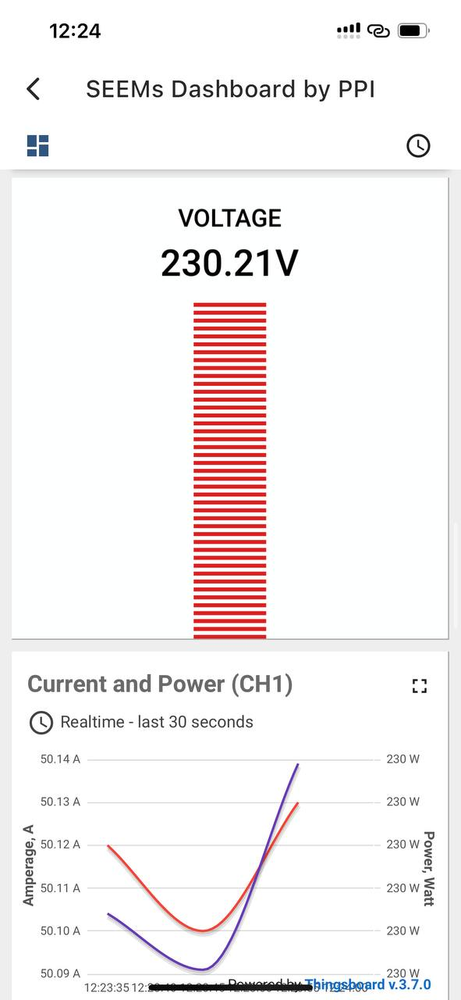 12:24
SEEMs Dashboard by PPI
VOLTAGE
230.21V
Current and Power (CH1)
Realtime - last 30 seconds
50.14 A
230 W
50.13 A
230 W
50.12 A
230 W
50.11 A
230 W
50.10 A
230 W
50.09 A
230 W
Amperage, A
Power, Watt
12:23:35
Powered by Thingsboard v.3.7.0